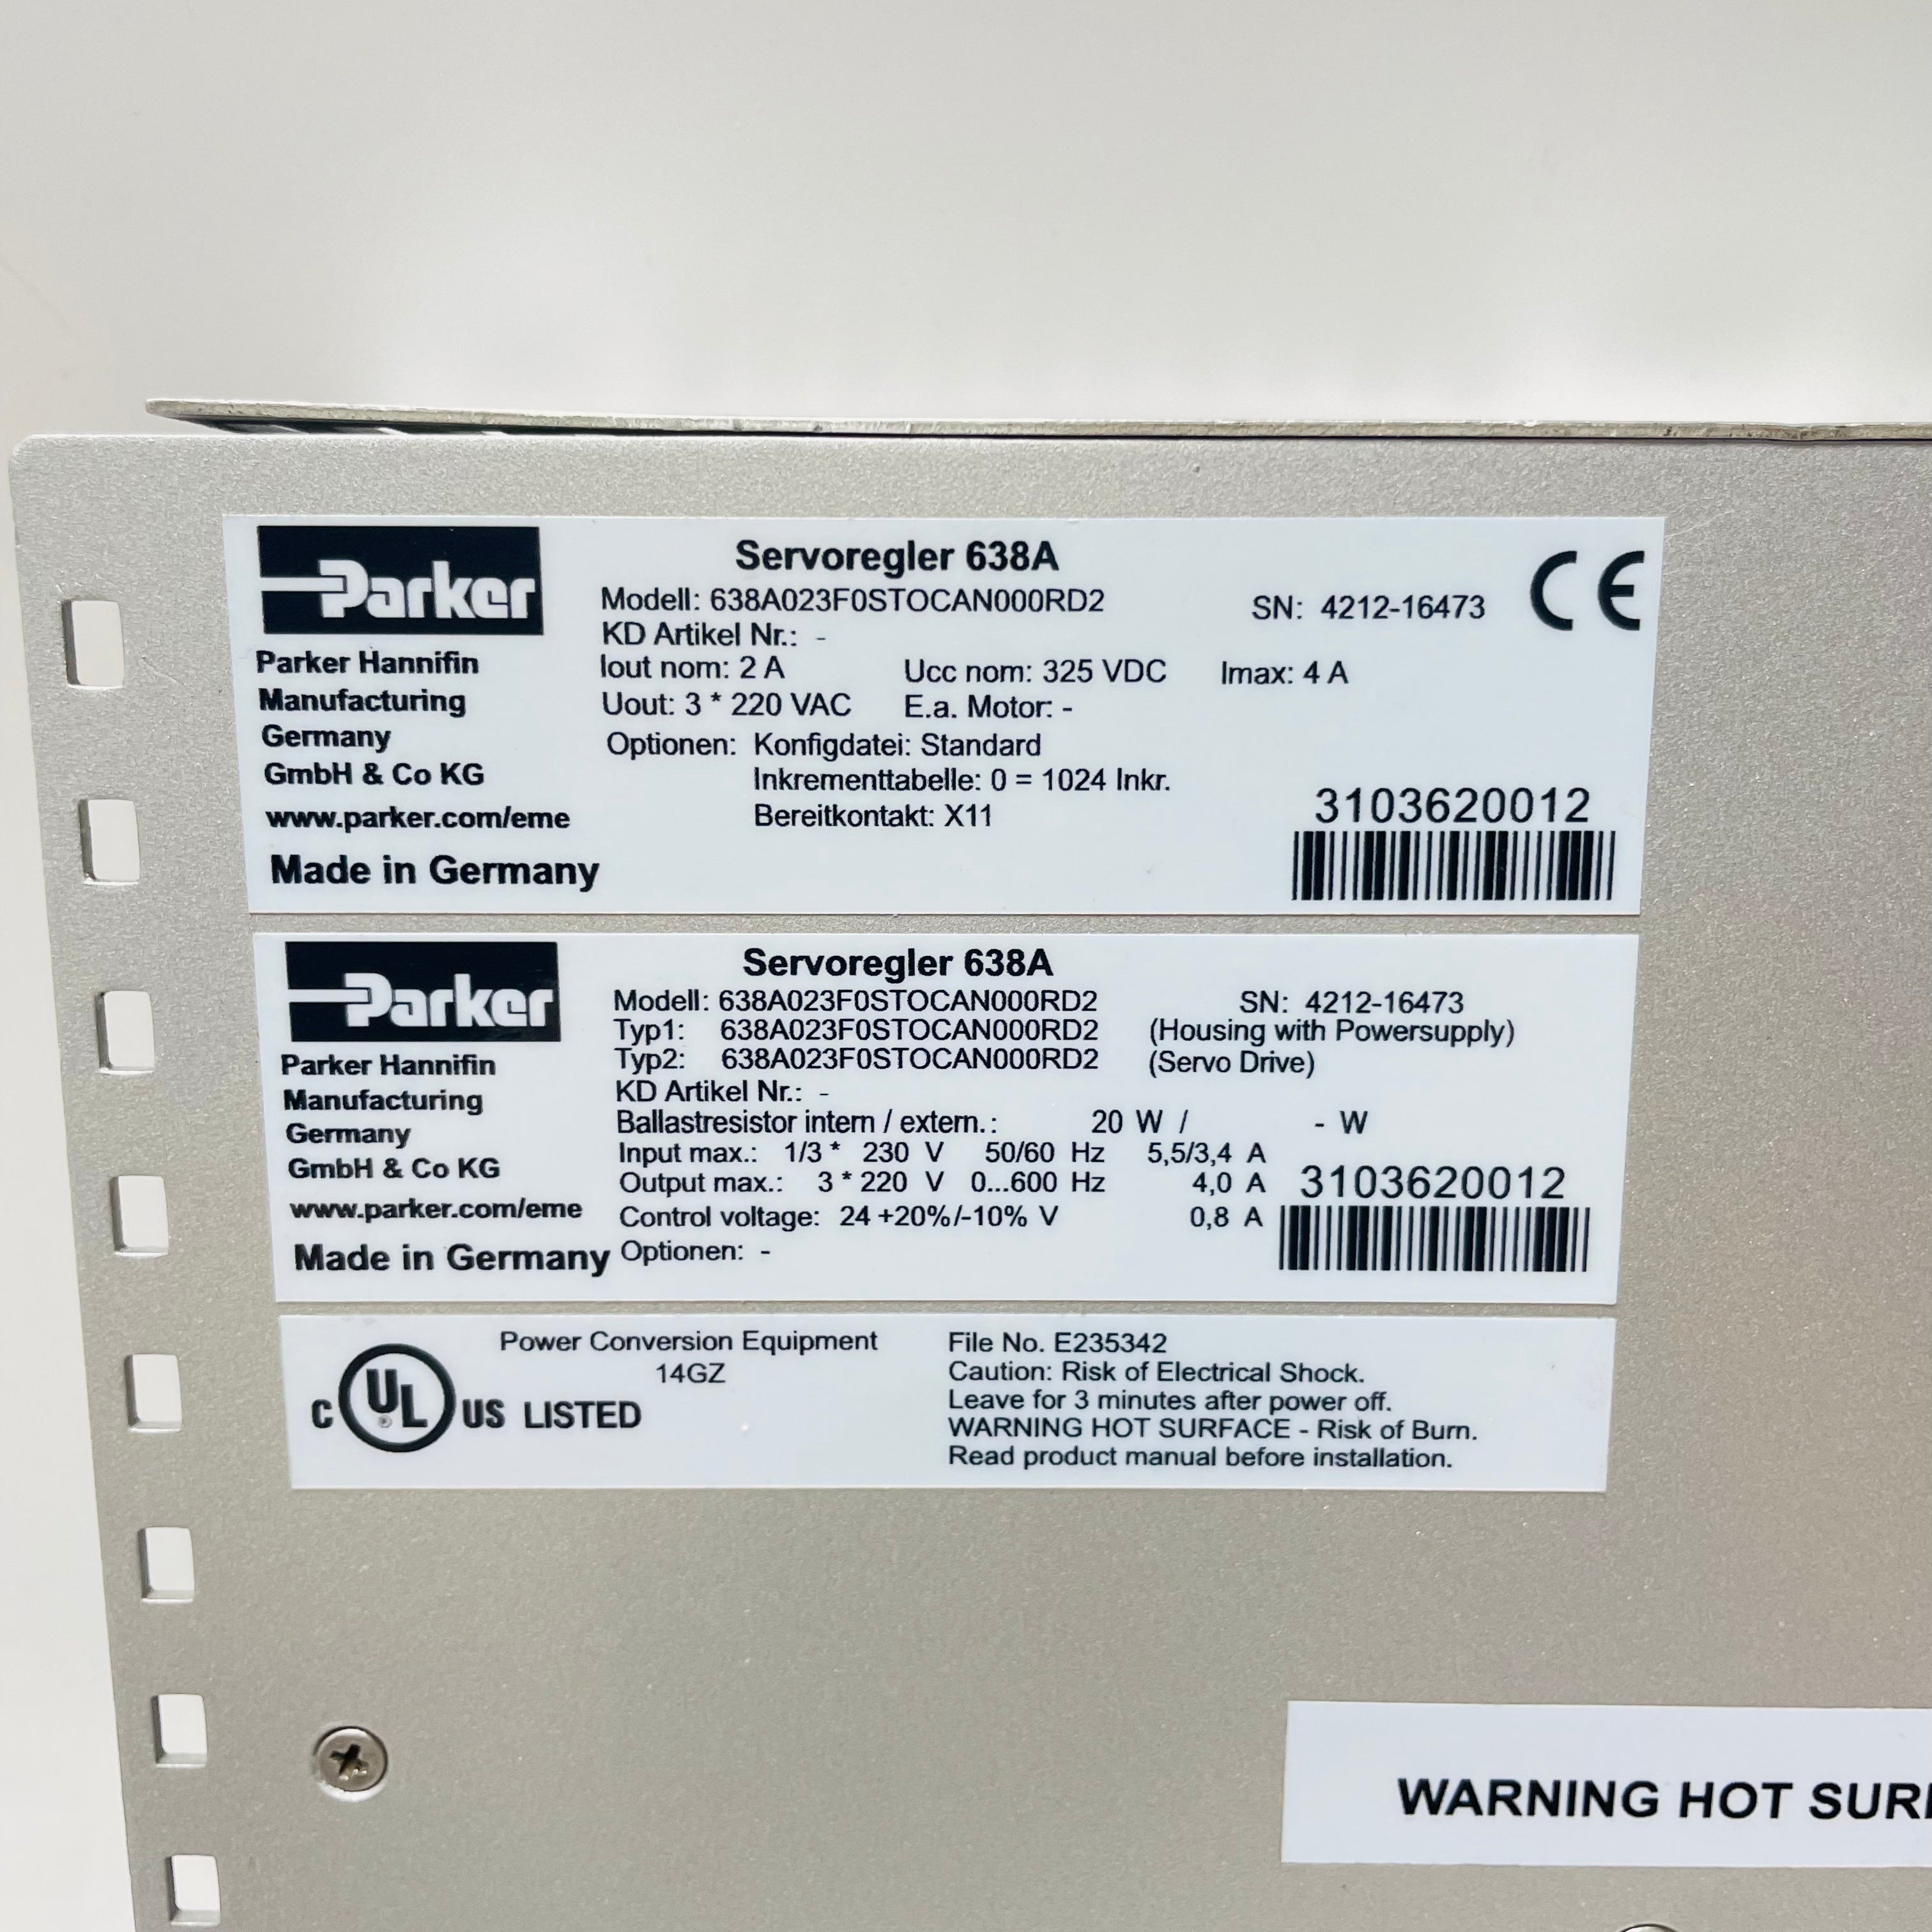 Parker
Parker Hannifin
Manufacturing
Germany
GmbH & Co KG
www.parker.com/eme
Made in Germany
Servoregler 638A
Modell: 638A023F0STOCAN000RD2 SN: 4212-16473 CE
KD Artikel Nr.: -
Iout nom: 2 A Ucc nom: 325 VDC Imax: 4 A
Uout: 3 * 220 VAC E.a. Motor: -
Optionen: Konfigdatei: Standard
Inkrementtabelle: 0 = 1024 Inkr.
Bereitkontakt: X11
3103620012
Parker
Parker Hannifin
Manufacturing
Germany
GmbH & Co KG
www.parker.com/eme
Made in Germany
Servoregler 638A
Modell: 638A023F0STOCAN000RD2 SN: 4212-16473
Typ1: 638A023F0STOCAN000RD2 (Housing with Powersupply)
Typ2: 638A023F0STOCAN000RD2 (Servo Drive)
KD Artikel Nr.: -
Ballastresistor intern / extern.: 20 W / - W
Input max.: 1/3 * 230 V 50/60 Hz 5,5/3,4 A
Output max.: 3 * 220 V 0...600 Hz 4,0 A
Control voltage: 24 +20%/-10% V 0,8 A
Optionen: -
3103620012
Power Conversion Equipment
14GZ
C UL ® US LISTED
File No. E235342
Caution: Risk of Electrical Shock.
Leave for 3 minutes after power off.
WARNING HOT SURFACE - Risk of Burn.
Read product manual before installation.
WARNING HOT SUR